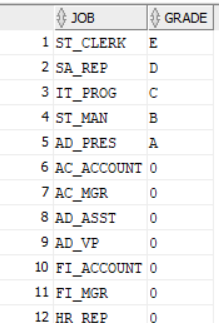 JOB GRADE
1 ST_CLERK E
2 SA_REP D
3 IT_PROG C
4 ST_MAN B
5 AD_PRES A
6 AC_ACCOUNT 0
7 AC_MGR 0
8 AD_ASST 0
9 AD_VP 0
10 FI_ACCOUNT 0
11 FI_MGR 0
12 HR_REP 0